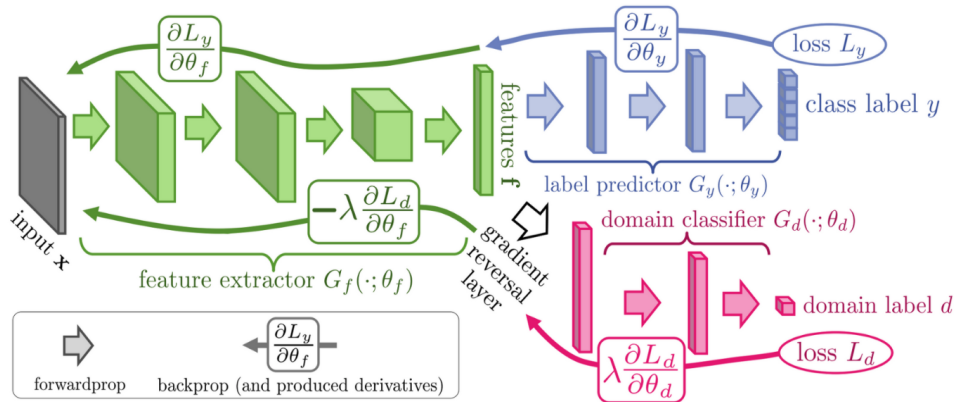 ∂L_y/∂θ_f
∂L_y/∂θ_y
loss L_y
features f
class label y
label predictor G_y(·;θ_y)
input x
−λ ∂L_d/∂θ_f
feature extractor G_f(·;θ_f)
gradient
reversal
layer
domain classifier G_d(·;θ_d)
domain label d
λ ∂L_d/∂θ_d
loss L_d
∂L_y/∂θ_f
forwardprop
backprop (and produced derivatives)